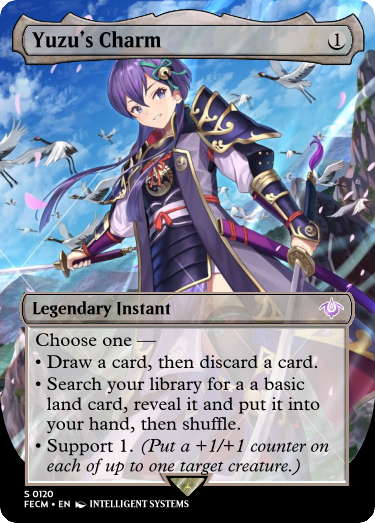 Yuzu's Charm
1
Legendary Instant
Choose one —
• Draw a card, then discard a card.
• Search your library for a a basic
land card, reveal it and put it into
your hand, then shuffle.
• Support 1. (Put a +1/+1 counter on
each of up to one target creature.)
S 0120
FECM • EN INTELLIGENT SYSTEMS